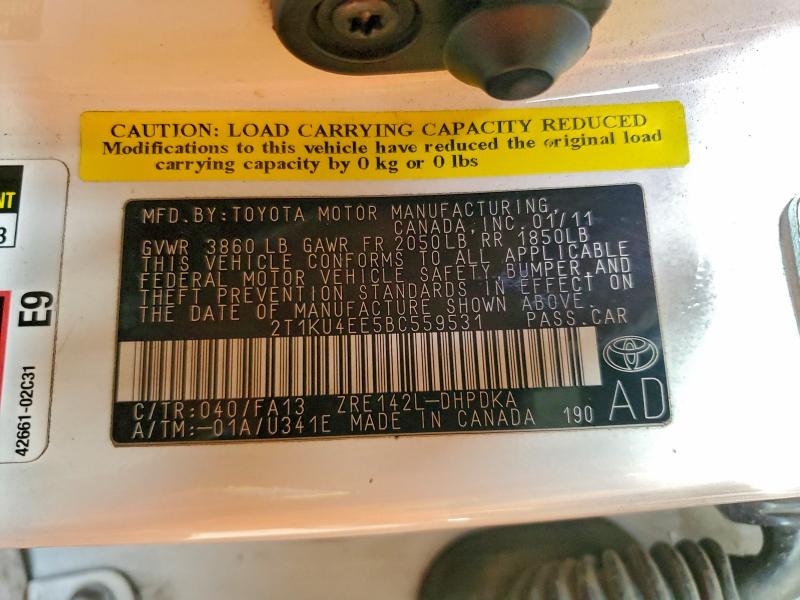 CAUTION: LOAD CARRYING CAPACITY REDUCED
Modifications to this vehicle have reduced the original load
carrying capacity by 0 kg or 0 lbs
NT
3
E9
42661-02C31
MFD.BY:TOYOTA MOTOR MANUFACTURING
CANADA,INC.01/11
GVWR 3860 LB GAWR FR 2050LB RR 1850LB
THIS VEHICLE CONFORMS TO ALL APPLICABLE
FEDERAL MOTOR VEHICLE SAFETY,BUMPER,AND
THEFT PREVENTION STANDARDS IN EFFECT ON
THE DATE OF MANUFACTURE SHOWN ABOVE.
2T1KU4EE5BC559531 PASS.CAR
C/TR:040/FA13 ZRE142L-DHPDKA
A/TM:-01A/U341E MADE IN CANADA 190
AD